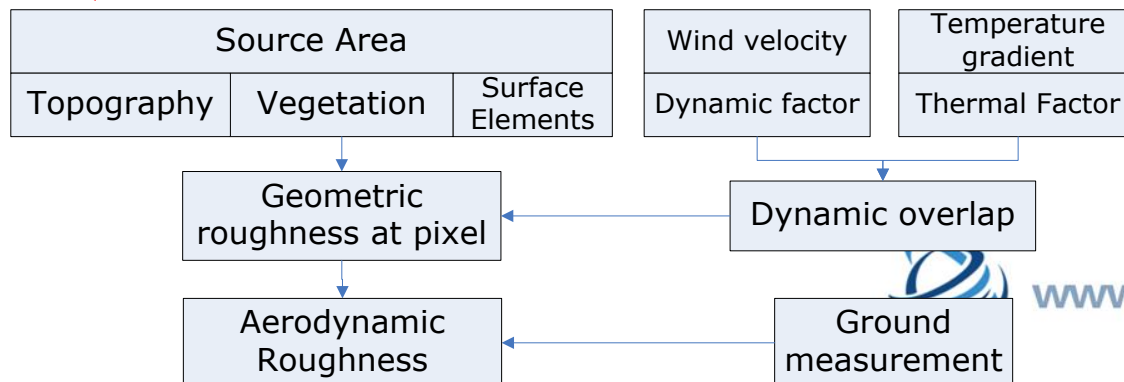 Source Area
Topography
Vegetation
Surface
Elements
Wind velocity
Dynamic factor
Temperature
gradient
Thermal Factor
Geometric
roughness at pixel
Dynamic overlap
Aerodynamic
Roughness
Ground
measurement
www